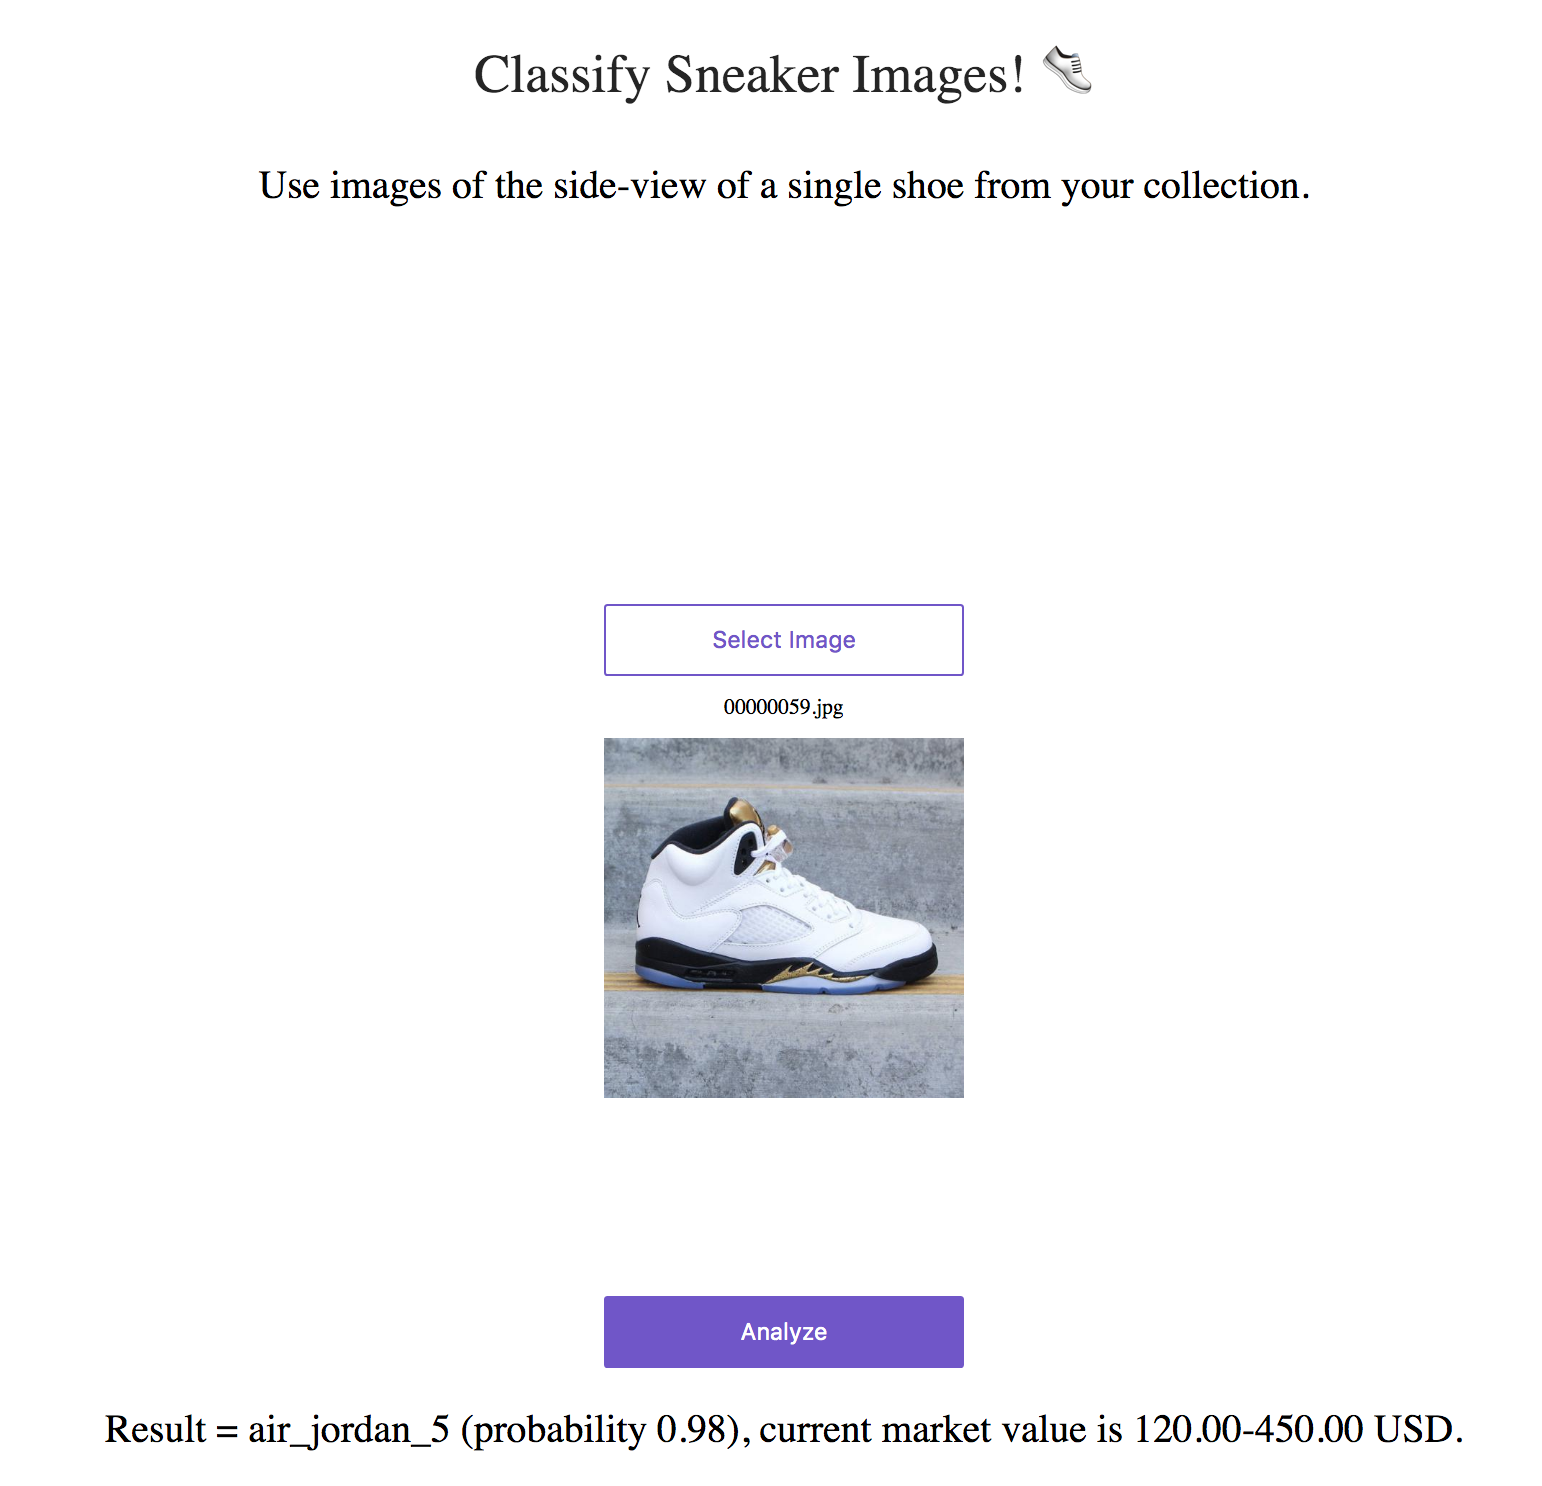 Classify Sneaker Images! 👟
Use images of the side-view of a single shoe from your collection.
Select Image
00000059.jpg
Analyze
Result = air_jordan_5 (probability 0.98), current market value is 120.00-450.00 USD.